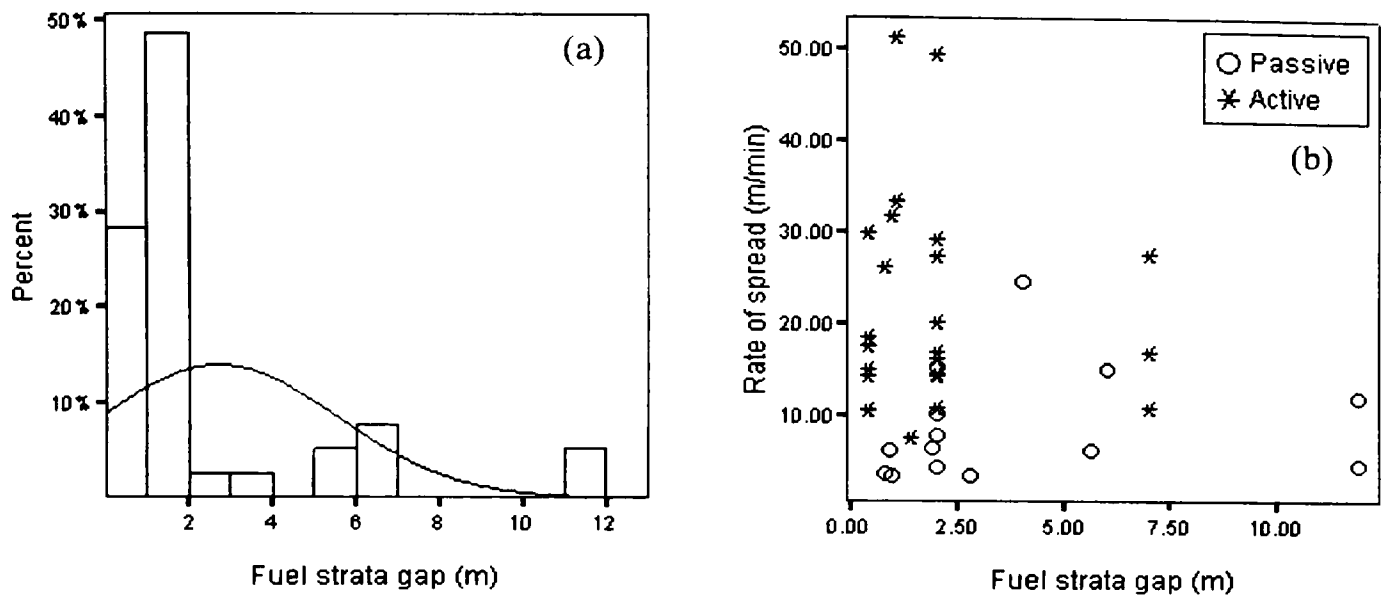 50%
40%
30%
20%
10%
Percent
(a)
2
4
6
8
10
12
Fuel strata gap (m)
50.00
40.00
30.00
20.00
10.00
Rate of spread (m/min)
Passive
Active
(b)
0.00
2.50
5.00
7.50
10.00
Fuel strata gap (m)